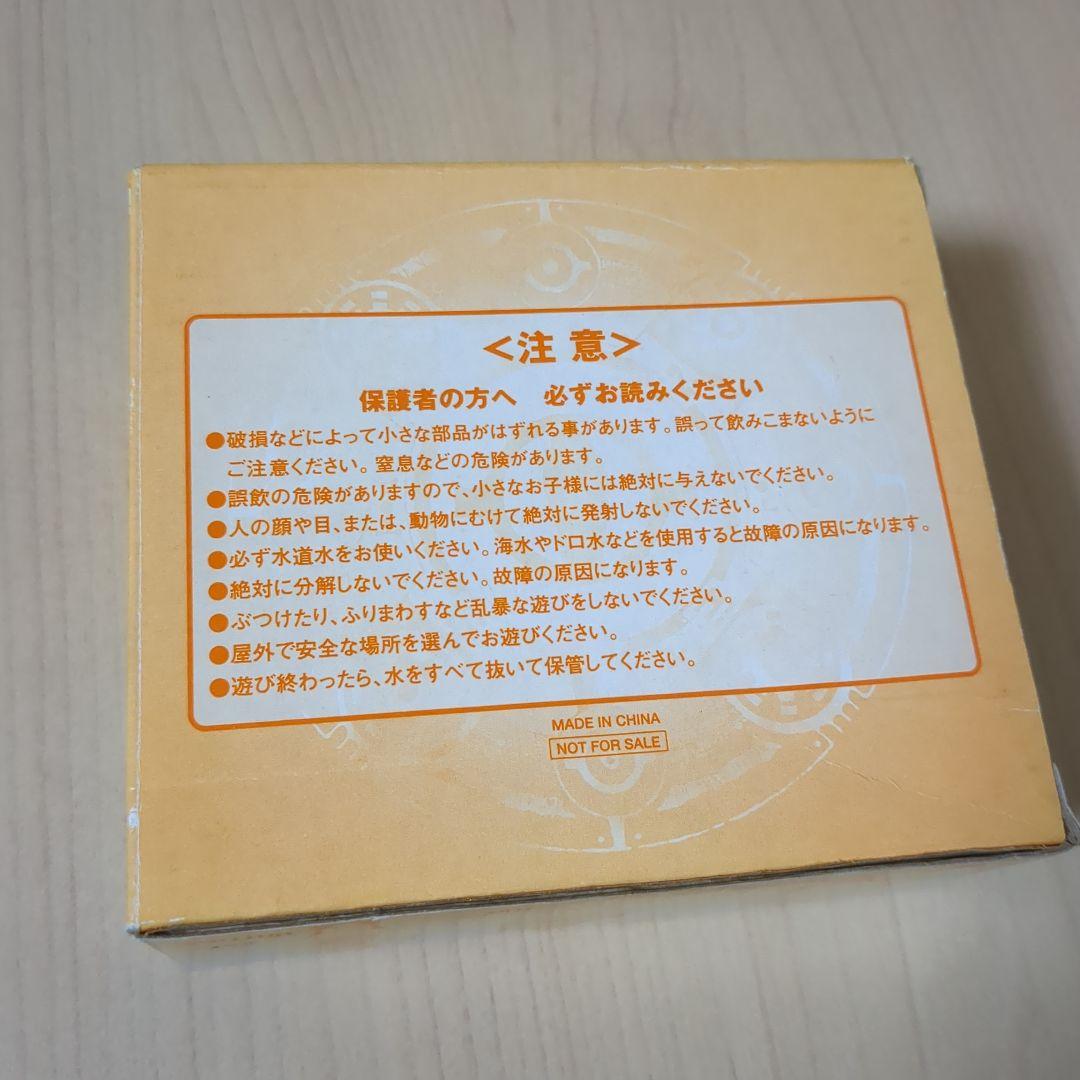 <注 意>
保護者の方へ 必ずお読みください
●破損などによって小さな部品がはずれる事があります。誤って飲みこまないように
ご注意ください。窒息などの危険があります。
●誤飲の危険がありますので、小さなお子様には絶対に与えないでください。
●人の顔や目、または、動物にむけて絶対に発射しないでください。
●必ず水道水をお使いください。海水やドロ水などを使用すると故障の原因になります。
●絶対に分解しないでください。故障の原因になります。
●ぶつけたり、ふりまわすなど乱暴な遊びをしないでください。
●屋外で安全な場所を選んでお遊びください。
●遊び終わったら、水をすべて抜いて保管してください。
MADE IN CHINA
NOT FOR SALE